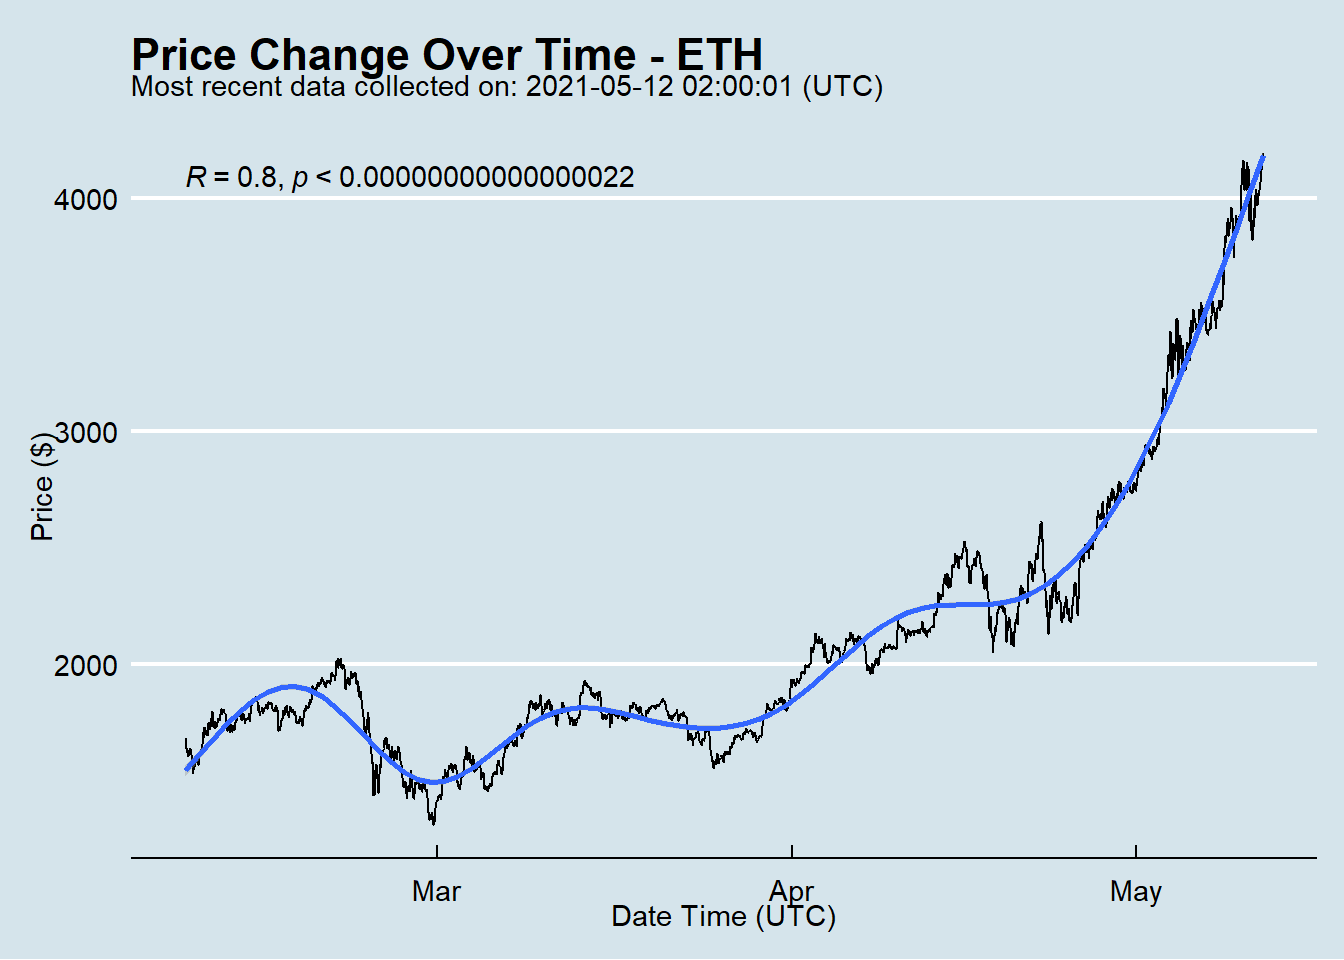 Price Change Over Time - ETH
Most recent data collected on: 2021-05-12 02:00:01 (UTC)
R = 0.8, p < 0.00000000000000022
4000
3000
2000
Price ($)
Mar
Apr
May
Date Time (UTC)